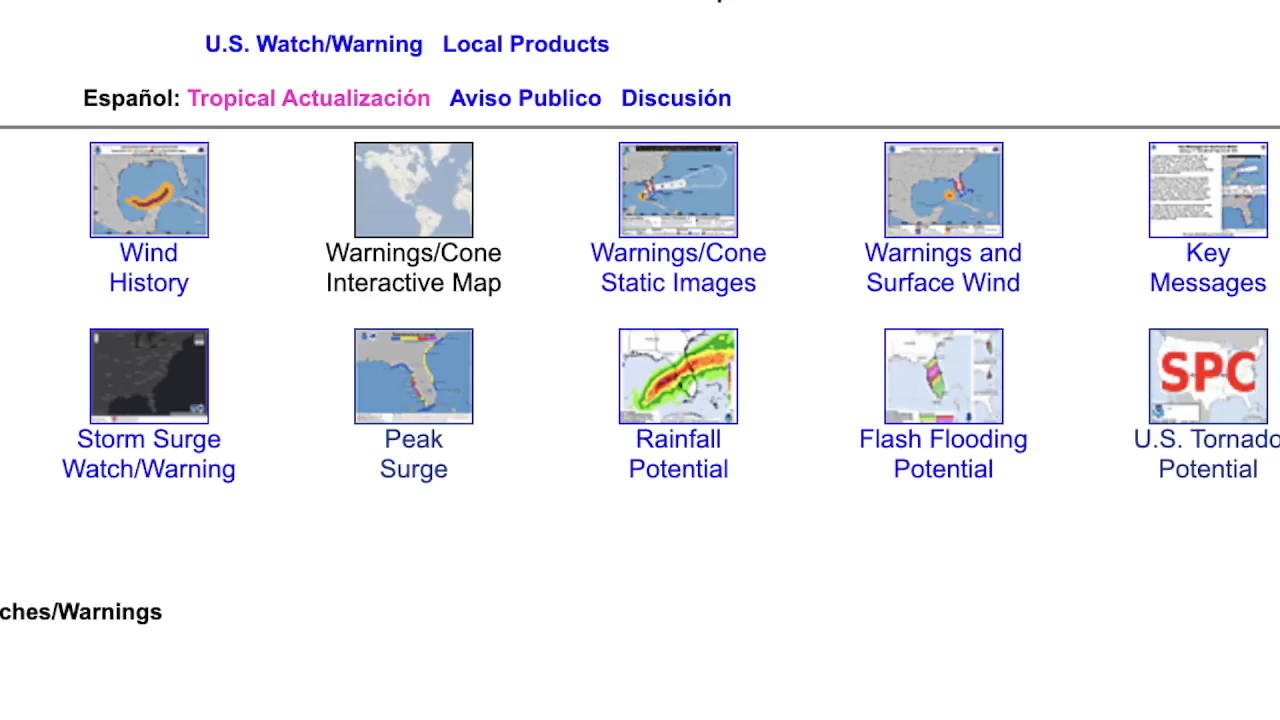 U.S. Watch/Warning Local Products
Español: Tropical Actualización Aviso Publico Discusión
Wind History
Warnings/Cone Interactive Map
Warnings/Cone Static Images
Warnings and Surface Wind
Key Messages
Storm Surge Watch/Warning
Peak Surge
Rainfall Potential
Flash Flooding Potential
SPC
U.S. Tornado Potential
ches/Warnings